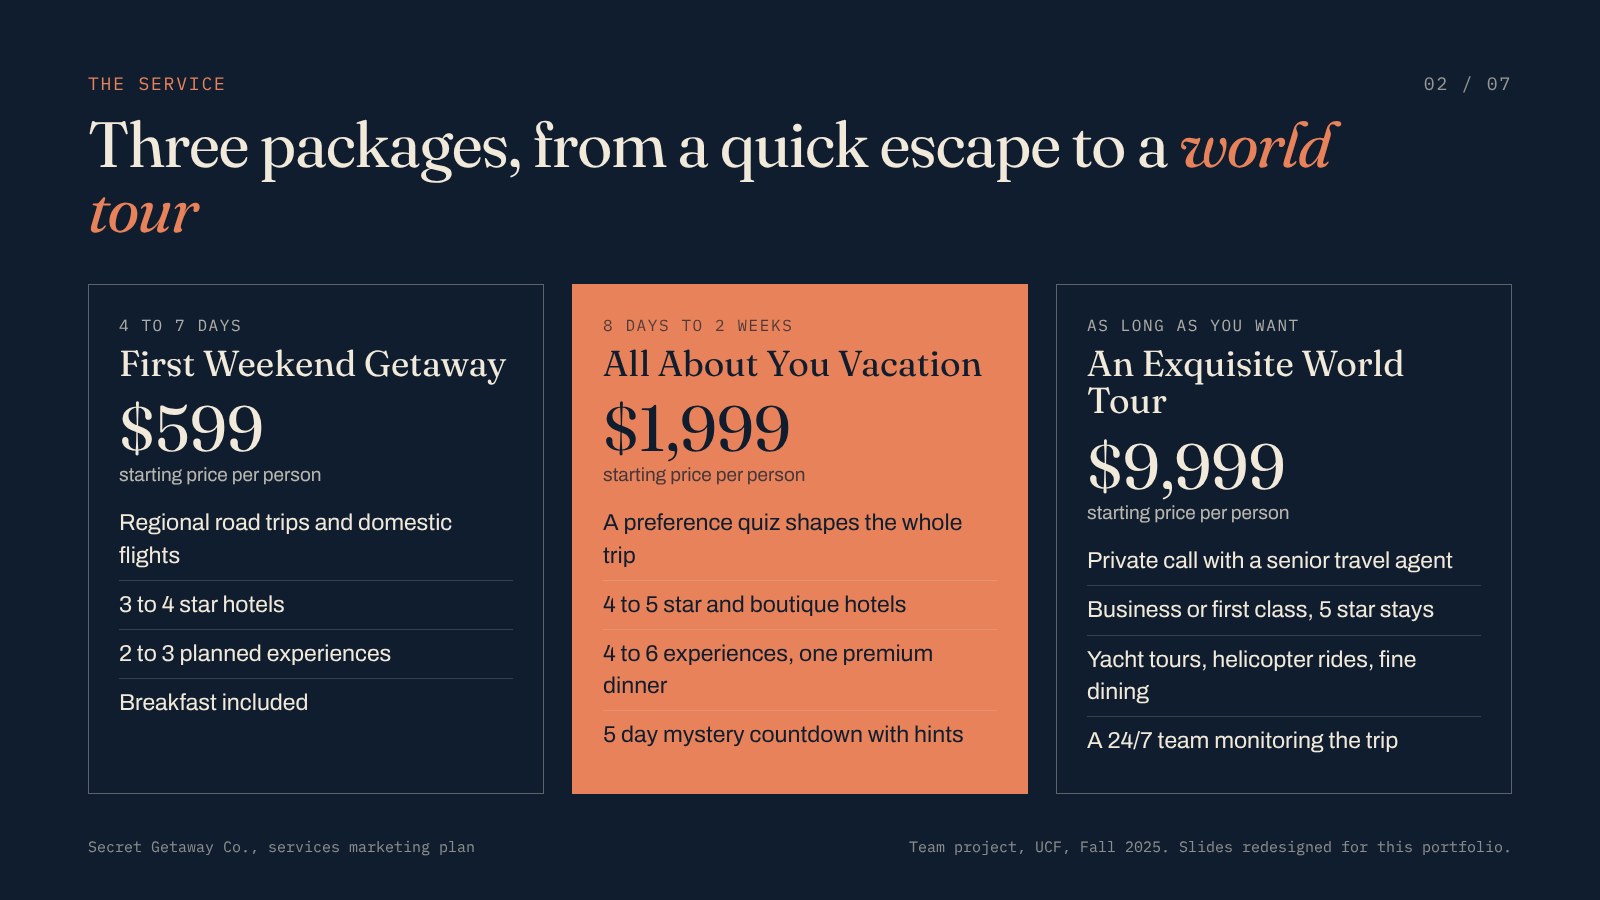 THE SERVICE
02 / 07
Three packages, from a quick escape to a world
tour
4 TO 7 DAYS
First Weekend Getaway
$599
starting price per person
Regional road trips and domestic
flights
3 to 4 star hotels
2 to 3 planned experiences
Breakfast included
8 DAYS TO 2 WEEKS
All About You Vacation
$1,999
starting price per person
A preference quiz shapes the whole
trip
4 to 5 star and boutique hotels
4 to 6 experiences, one premium
dinner
5 day mystery countdown with hints
AS LONG AS YOU WANT
An Exquisite World
Tour
$9,999
starting price per person
Private call with a senior travel agent
Business or first class, 5 star stays
Yacht tours, helicopter rides, fine
dining
A 24/7 team monitoring the trip
Secret Getaway Co., services marketing plan
Team project, UCF, Fall 2025. Slides redesigned for this portfolio.